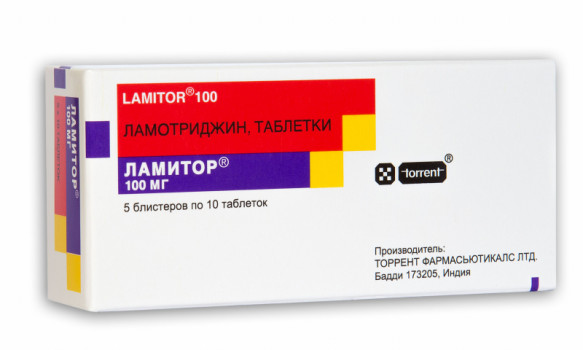 LAMITOR® 100
ЛАМОТРИДЖИН, ТАБЛЕТКИ
ЛАМИТОР®
100 МГ
5 блистеров по 10 таблеток
torrent®
Производитель:
ТОРРЕНТ ФАРМАСЬЮТИКАЛС ЛТД.
Бадди 173205, Индия
ЛАМИТОР®
100 МГ